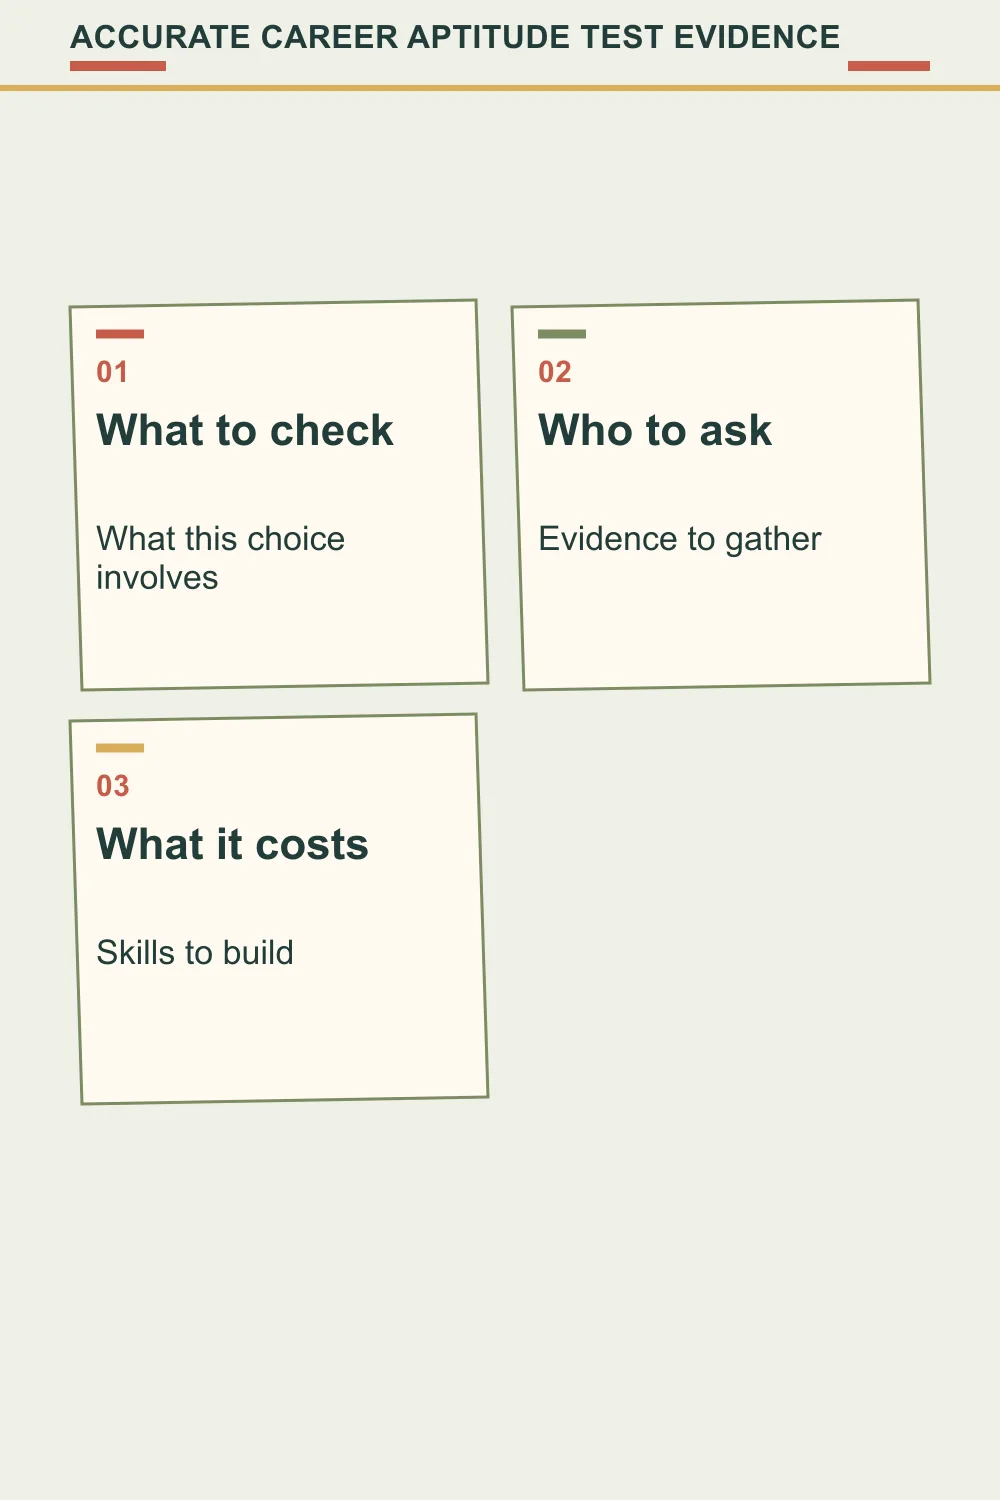 ACCURATE CAREER APTITUDE TEST EVIDENCE
01
What to check
What this choice
involves
02
Who to ask
Evidence to gather
03
What it costs
Skills to build